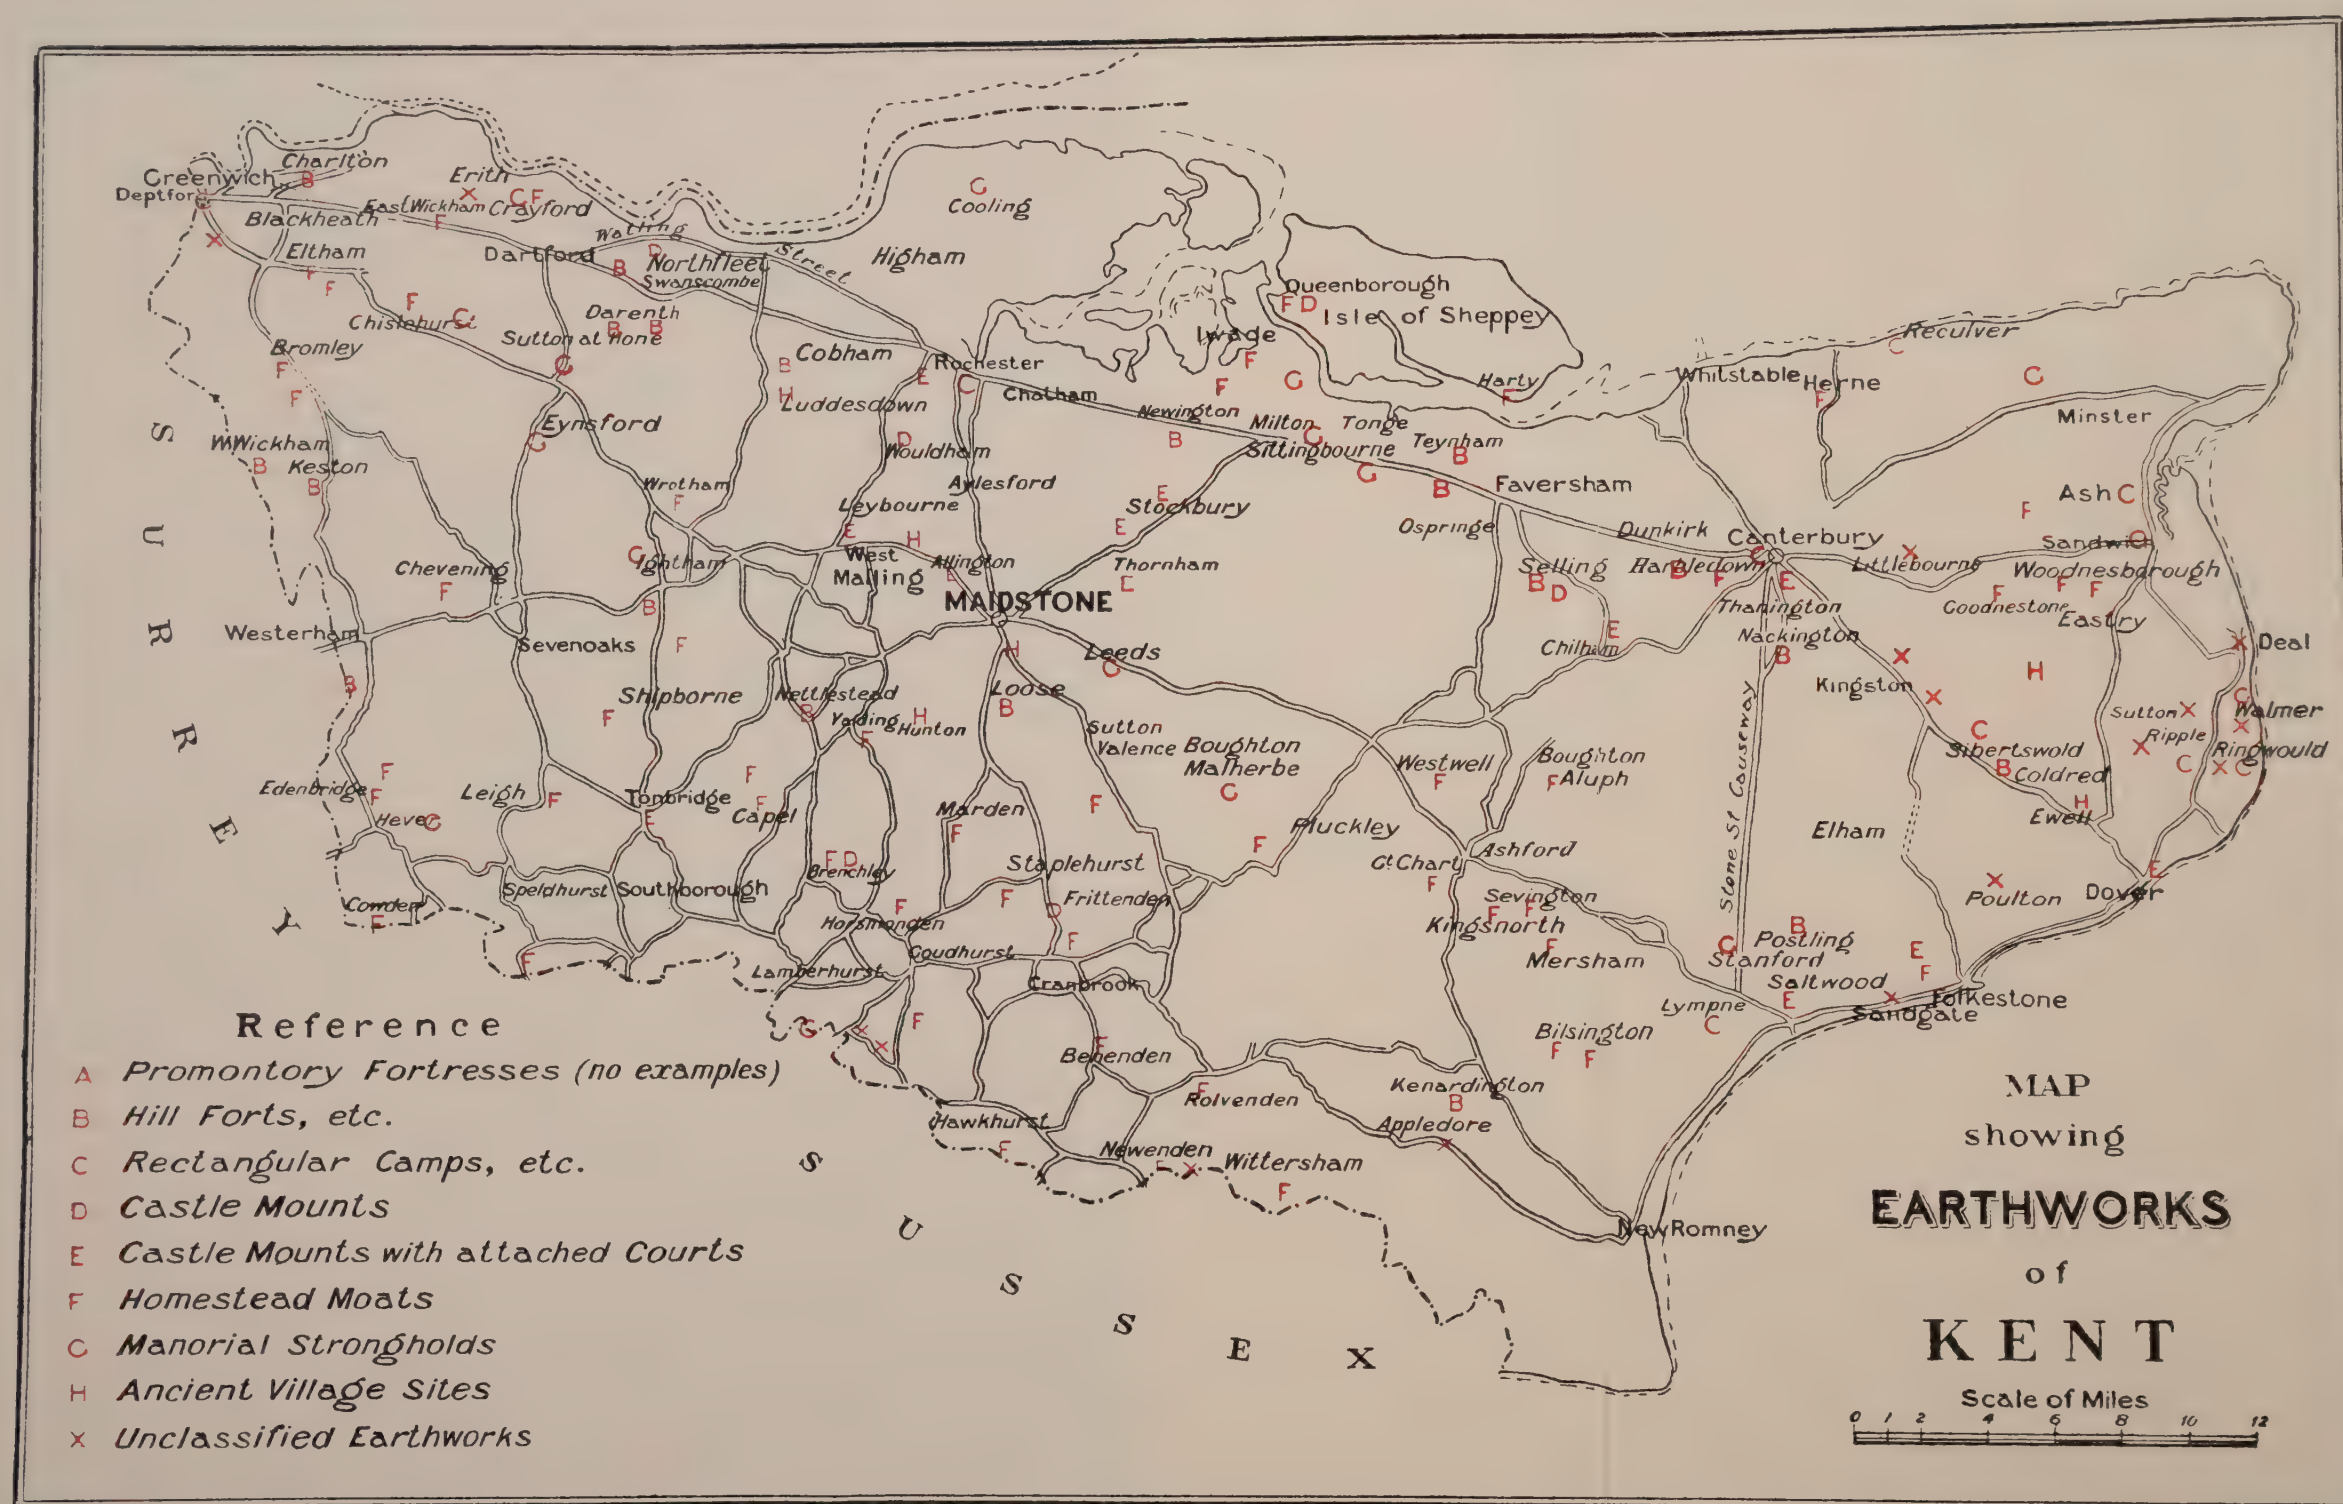 Greenwich
Charlton
B
Deptford
Blackheath
Erith
X
East Wickham
F
Crayford
G F
X
Eltham
F
F
Dartford
Watling
Street
D
B
Northfleet
Swanscombe
Higham
G
Cooling
F
Chislehurst
G
Darenth
B B
Sutton at Hone
G
Bromley
F
F
B
Cobham
H
Luddesdown
Rochester
E
C
Chatham
Queenborough
F D
Isle of Sheppey
Iwade
F
F
G
Harty
F
Whitstable
Herne
F
Reculver
C
G
Minster
W. Wickham
B
Keston
B
Eynsford
G
D
Wouldham
Newington
B
Milton
G
Tonge
Sittingbourne
G
Teynham
B
B
Wrotham
F
Leybourne
E
Aylesford
E
Stockbury
E
Faversham
Ospringe
F
Ash C
Dunkirk
Canterbury
C
Sandwich
G
Chevening
F
G
Ightham
B
H
West
Malling
Allington
E
Thornham
E
Selling
B D
Harbledown
B
F
E
X
Littlebourne
Woodnesborough
F F
F
Goodnestone
Eastry
MAIDSTONE
Westerham
Sevenoaks
F
Chilham
E
Thanington
Nackington
B
X
Deal
X
H
Leeds
G
H
B
Shipborne
F
Nettlestead
B
Loose
B
Yalding
F
H
Hunton
Kingston
X
G
Walmer
X
Sutton X
Ripple
X
Ringwould
G X G
Sutton
Valence
Boughton
Malherbe
G
Westwell
F
Boughton
Aluph
F
G
Sibertswold
B
Coldred
H
Ewell
Edenbridge
F
F
Hever
G
Leigh
F
Tonbridge
E
F
F
Capel
Marden
F
F
Pluckley
F
Stone St Causeway
Elham
F D
Brenchley
Staplehurst
F
Gt Chart
F
Ashford
E
Dover
X
Poulton
Cowden
F
Speldhurst
Southborough
F
Horsmonden
F
Goudhurst
Frittenden
D
F
Sevington
F F
Kingsnorth
F
Mersham
B
Postling
G
Stanford
E
F
Saltwood
E
Lamberhurst
Cranbrook
Lympne
C
X
Folkestone
Sandgate
G
X
X
F
F
Benenden
Bilsington
F F
F
Rolvenden
Kenardington
B
Appledore
X
Hawkhurst
F
Newenden
F X
Wittersham
F
New Romney
SURREY
SUSSEX
Reference
A Promontory Fortresses (no examples)
B Hill Forts, etc.
C Rectangular Camps, etc.
D Castle Mounts
E Castle Mounts with attached Courts
F Homestead Moats
G Manorial Strongholds
H Ancient Village Sites
X Unclassified Earthworks
MAP
showing
EARTHWORKS
of
KENT
Scale of Miles
0 1 2 4 6 8 10 12